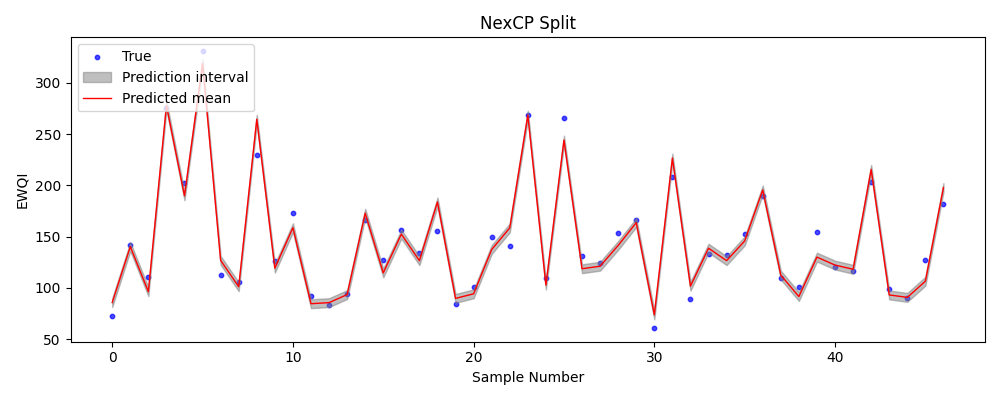 NexCP Split
True
Prediction interval
Predicted mean
EWQI
300
250
200
150
100
50
0
10
20
30
40
Sample Number